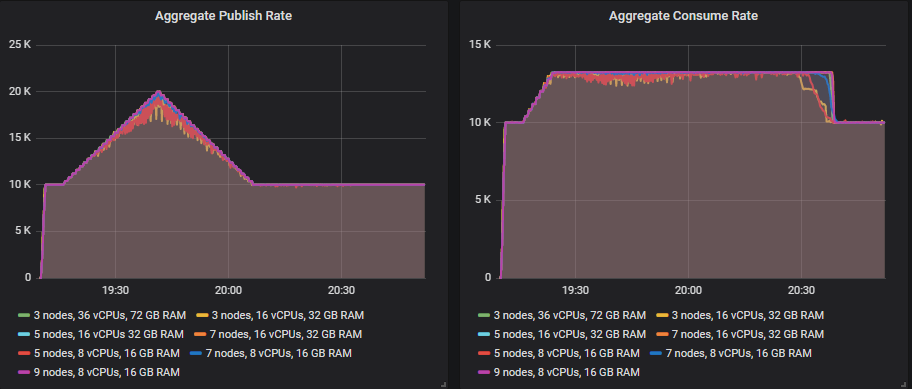 Aggregate Publish Rate
25 K
20 K
15 K
10 K
5 K
0
19:30 20:00 20:30
3 nodes, 36 vCPUs, 72 GB RAM 3 nodes, 16 vCPUs, 32 GB RAM
5 nodes, 16 vCPUs 32 GB RAM 7 nodes, 16 vCPUs, 32 GB RAM
5 nodes, 8 vCPUs, 16 GB RAM 7 nodes, 8 vCPUs, 16 GB RAM
9 nodes, 8 vCPUs, 16 GB RAM
Aggregate Consume Rate
15 K
10 K
5 K
0
19:30 20:00 20:30
3 nodes, 36 vCPUs, 72 GB RAM 3 nodes, 16 vCPUs, 32 GB RAM
5 nodes, 16 vCPUs, 32 GB RAM 7 nodes, 16 vCPUs, 32 GB RAM
5 nodes, 8 vCPUs, 16 GB RAM 7 nodes, 8 vCPUs, 16 GB RAM
9 nodes, 8 vCPUs, 16 GB RAM